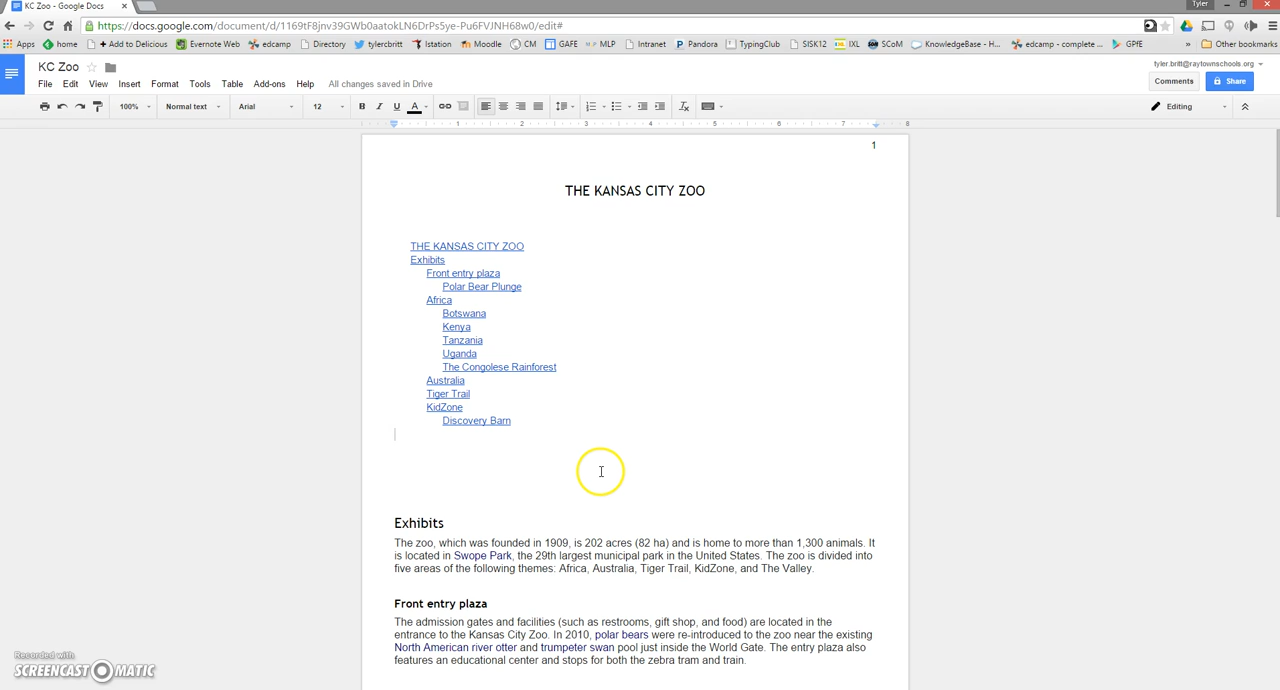 KC Zoo - Google Docs
Tyler
https://docs.google.com/document/d/1169tF8jnv39GWb0aatokLN6DrPs5ye-Pu6FVJNH68w0/edit#
Apps home + Add to Delicious Evernote Web edcamp Directory tylercbritt Istation Moodle CM GAFE MLP Intranet Pandora TypingClub SISK12 IXL SCoM KnowledgeBase - H... edcamp - complete ... GPfE » Other bookmarks
KC Zoo
tyler.britt@raytownschools.org
File Edit View Insert Format Tools Table Add-ons Help All changes saved in Drive
Comments Share
100% Normal text Arial 12 B I U A Editing
1 2 3 4 5 6 7 8
1
THE KANSAS CITY ZOO
THE KANSAS CITY ZOO
Exhibits
Front entry plaza
Polar Bear Plunge
Africa
Botswana
Kenya
Tanzania
Uganda
The Congolese Rainforest
Australia
Tiger Trail
KidZone
Discovery Barn
Exhibits
The zoo, which was founded in 1909, is 202 acres (82 ha) and is home to more than 1,300 animals. It
is located in Swope Park, the 29th largest municipal park in the United States. The zoo is divided into
five areas of the following themes: Africa, Australia, Tiger Trail, KidZone, and The Valley.
Front entry plaza
The admission gates and facilities (such as restrooms, gift shop, and food) are located in the
entrance to the Kansas City Zoo. In 2010, polar bears were re-introduced to the zoo near the existing
North American river otter and trumpeter swan pool just inside the World Gate. The entry plaza also
features an educational center and stops for both the zebra tram and train.
Recorded with
SCREENCAST-O-MATIC